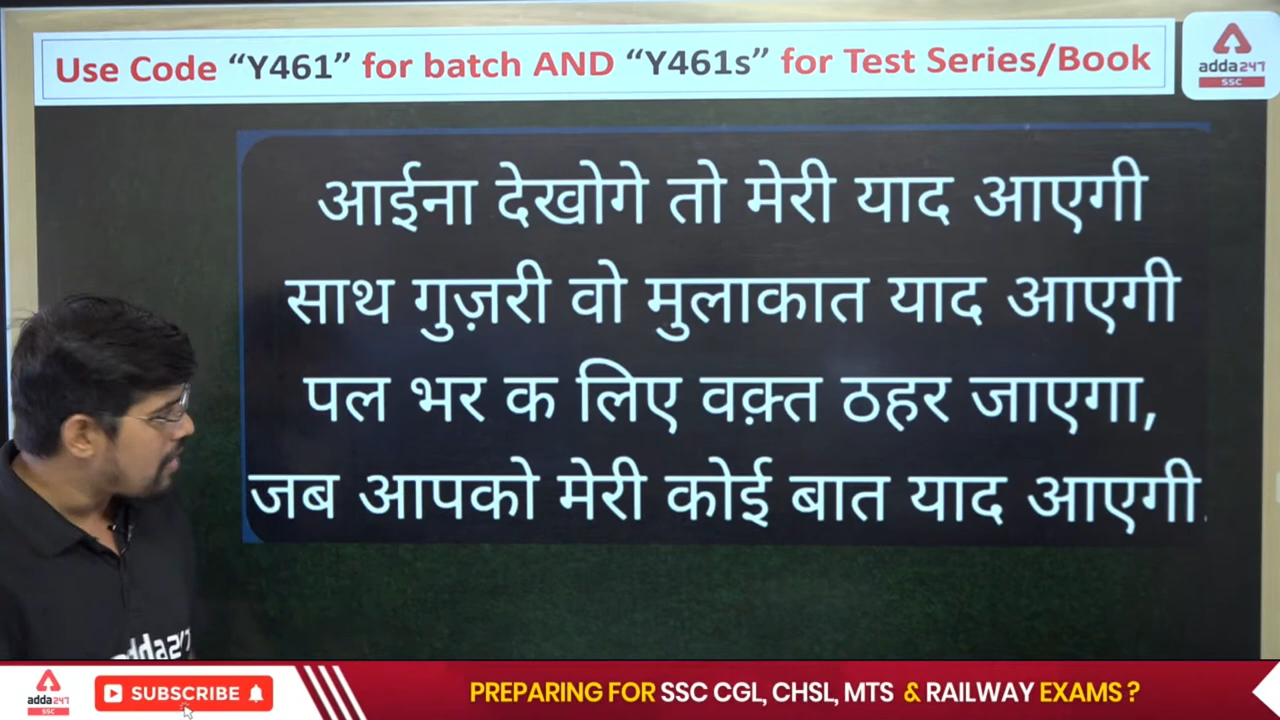 Use Code “Y461” for batch AND “Y461s” for Test Series/Book
adda247
SSC
आईना देखोगे तो मेरी याद आएगी
साथ गुज़री वो मुलाकात याद आएगी
पल भर क लिए वक़्त ठहर जाएगा,
जब आपको मेरी कोई बात याद आएगी.
adda247
SSC
SUBSCRIBE
PREPARING FOR SSC CGL, CHSL, MTS & RAILWAY EXAMS ?